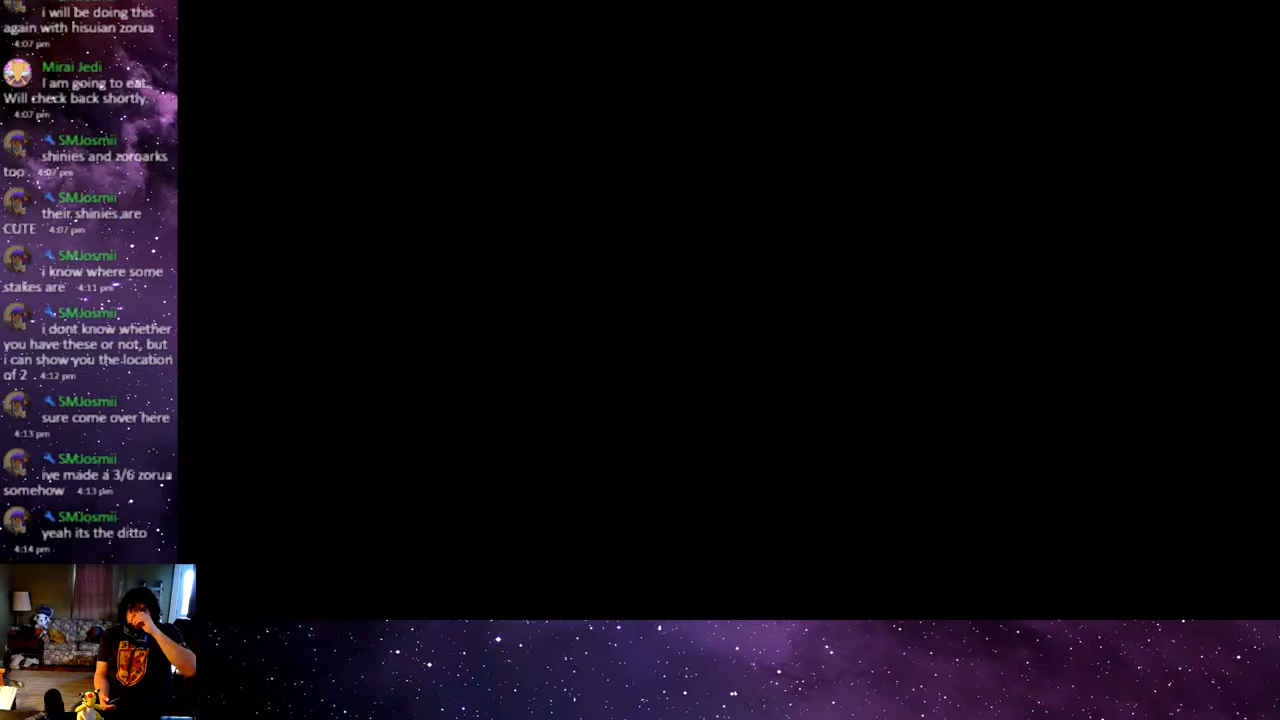 i will be doing this
again with hisuian zorua
4:07 pm
Mirai Jedi
I am going to eat.
Will check back shortly.
4:07 pm
SMJosmii
shinies and zoroarks
top 4:07 pm
SMJosmii
their shinies are
CUTE 4:07 pm
SMJosmii
i know where some
stakes are 4:11 pm
SMJosmii
i dont know whether
you have these or not, but
i can show you the location
of 2 4:12 pm
SMJosmii
sure come over here
4:13 pm
SMJosmii
ive made a 3/6 zorua
somehow 4:13 pm
SMJosmii
yeah its the ditto
4:14 pm